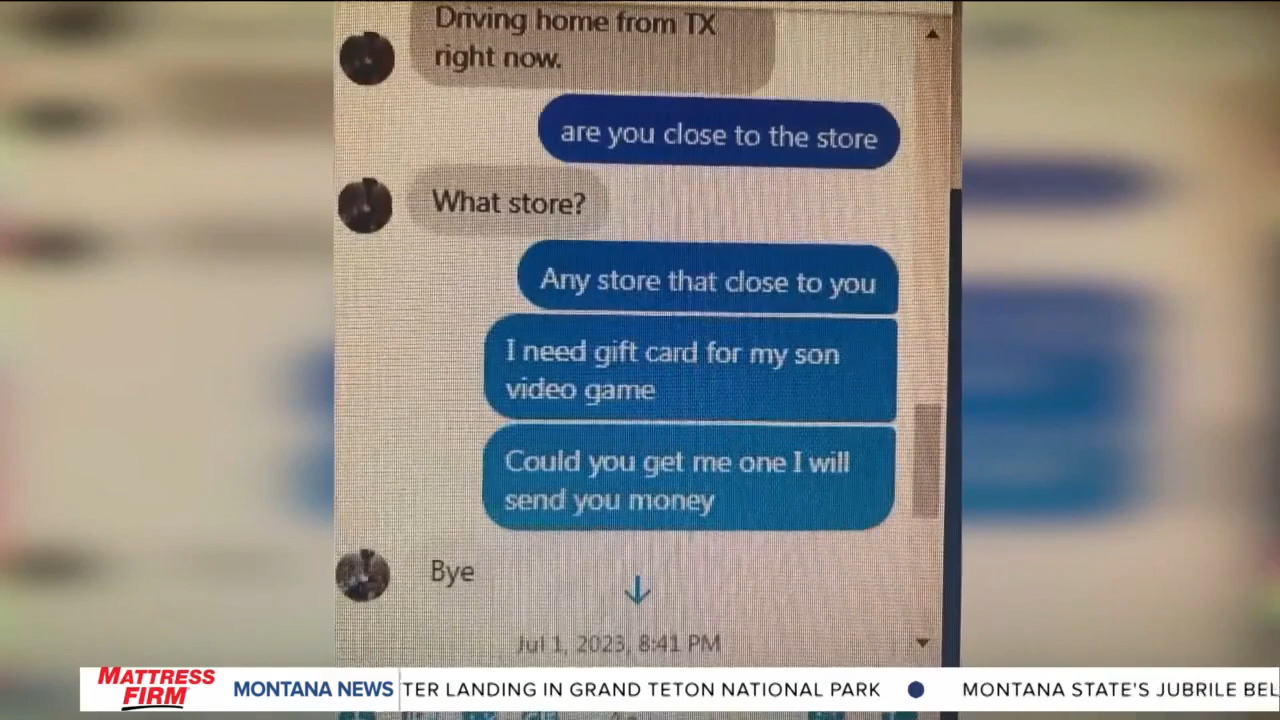 Driving home from TX
right now.
are you close to the store
What store?
Any store that close to you
I need gift card for my son
video game
Could you get me one I will
send you money
Bye
Jul 1, 2023, 8:41 PM
MATTRESS
FIRM
MONTANA NEWS
TER LANDING IN GRAND TETON NATIONAL PARK
MONTANA STATE'S JUBRILE BEL